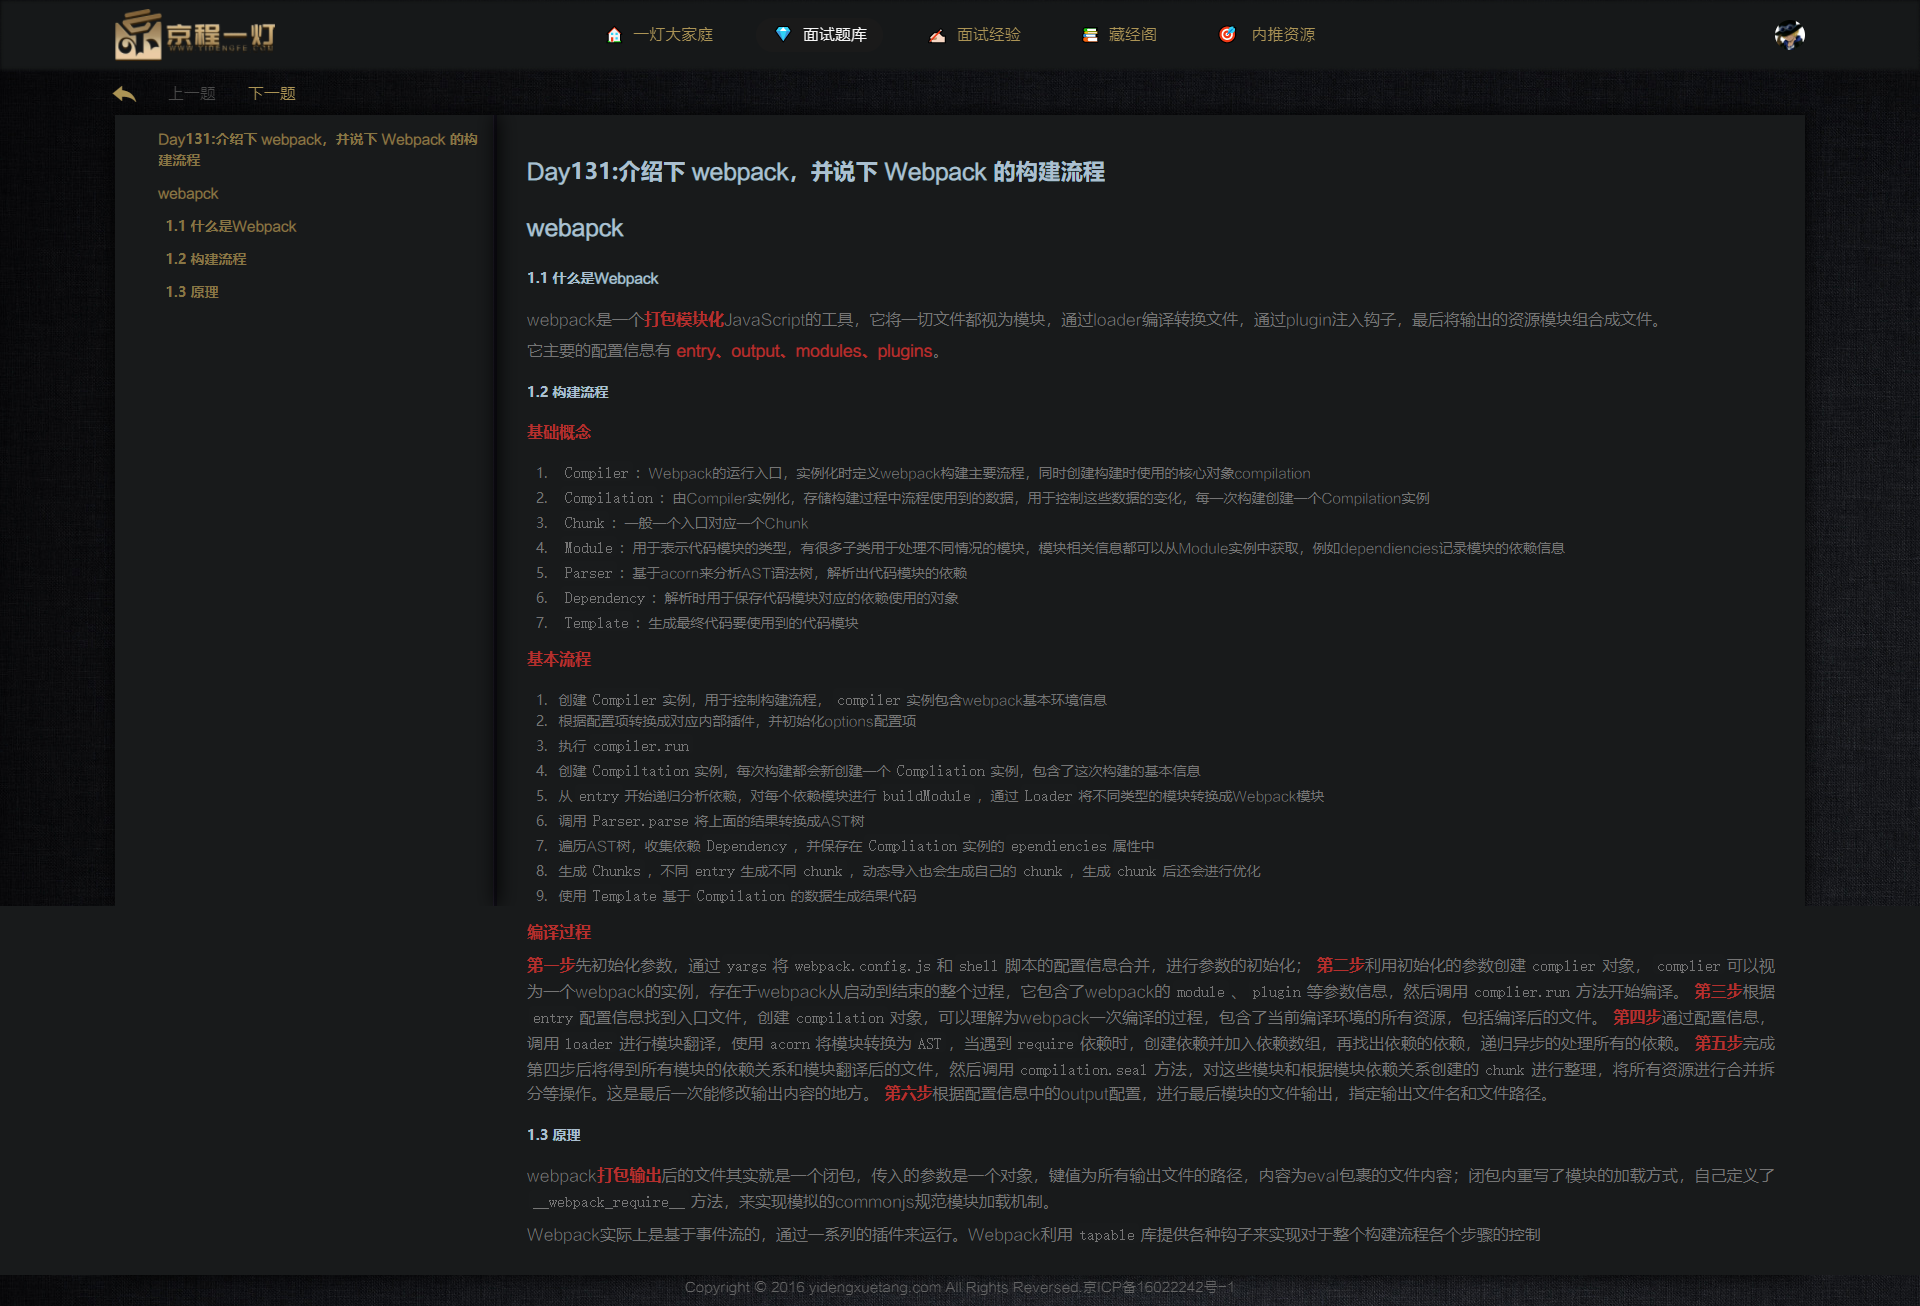 京程一灯
WWW.YIDENGFE.COM
一灯大家庭
面试题库
面试经验
藏经阁
内推资源
上一题
下一题
Day131:介绍下 webpack，并说下 Webpack 的构
建流程
webapck
1.1 什么是Webpack
1.2 构建流程
1.3 原理
Day131:介绍下 webpack，并说下 Webpack 的构建流程
webapck
1.1 什么是Webpack
webpack是一个打包模块化JavaScript的工具，它将一切文件都视为模块，通过loader编译转换文件，通过plugin注入钩子，最后将输出的资源模块组合成文件。
它主要的配置信息有 entry、output、modules、plugins。
1.2 构建流程
基础概念
1. Compiler ：Webpack的运行入口，实例化时定义webpack构建主要流程，同时创建构建时使用的核心对象compilation
2. Compilation ：由Compiler实例化，存储构建过程中流程使用到的数据，用于控制这些数据的变化，每一次构建创建一个Compilation实例
3. Chunk ：一般一个入口对应一个Chunk
4. Module ：用于表示代码模块的类型，有很多子类用于处理不同情况的模块，模块相关信息都可以从Module实例中获取，例如dependiencies记录模块的依赖信息
5. Parser ：基于acorn来分析AST语法树，解析出代码模块的依赖
6. Dependency ：解析时用于保存代码模块对应的依赖使用的对象
7. Template ：生成最终代码要使用到的代码模块
基本流程
1. 创建 Compiler 实例，用于控制构建流程， compiler 实例包含webpack基本环境信息
2. 根据配置项转换成对应内部插件，并初始化options配置项
3. 执行 compiler.run
4. 创建 Compiltation 实例，每次构建都会新创建一个 Compliation 实例，包含了这次构建的基本信息
5. 从 entry 开始递归分析依赖，对每个依赖模块进行 buildModule ，通过 Loader 将不同类型的模块转换成Webpack模块
6. 调用 Parser.parse 将上面的结果转换成AST树
7. 遍历AST树，收集依赖 Dependency ，并保存在 Compliation 实例的 ependiencies 属性中
8. 生成 Chunks ，不同 entry 生成不同 chunk ，动态导入也会生成自己的 chunk ，生成 chunk 后还会进行优化
9. 使用 Template 基于 Compilation 的数据生成结果代码
编译过程
第一步先初始化参数，通过 yargs 将 webpack.config.js 和 shell 脚本的配置信息合并，进行参数的初始化； 第二步利用初始化的参数创建 complier 对象， complier 可以视
为一个webpack的实例，存在于webpack从启动到结束的整个过程，它包含了webpack的 module 、 plugin 等参数信息，然后调用 complier.run 方法开始编译。 第三步根据
entry 配置信息找到入口文件，创建 compilation 对象，可以理解为webpack一次编译的过程，包含了当前编译环境的所有资源，包括编译后的文件。 第四步通过配置信息，
调用 loader 进行模块翻译，使用 acorn 将模块转换为 AST ，当遇到 require 依赖时，创建依赖并加入依赖数组，再找出依赖的依赖，递归异步的处理所有的依赖。 第五步完成
第四步后将得到所有模块的依赖关系和模块翻译后的文件，然后调用 compilation.seal 方法，对这些模块和根据模块依赖关系创建的 chunk 进行整理，将所有资源进行合并拆
分等操作。这是最后一次能修改输出内容的地方。 第六步根据配置信息中的output配置，进行最后模块的文件输出，指定输出文件名和文件路径。
1.3 原理
webpack打包输出后的文件其实就是一个闭包，传入的参数是一个对象，键值为所有输出文件的路径，内容为eval包裹的文件内容；闭包内重写了模块的加载方式，自己定义了
__webpack_require__ 方法，来实现模拟的commonjs规范模块加载机制。
Webpack实际上是基于事件流的，通过一系列的插件来运行。Webpack利用 tapable 库提供各种钩子来实现对于整个构建流程各个步骤的控制
Copyright © 2016 yidengxuetang.com All Rights Reversed.京ICP备16022242号-1